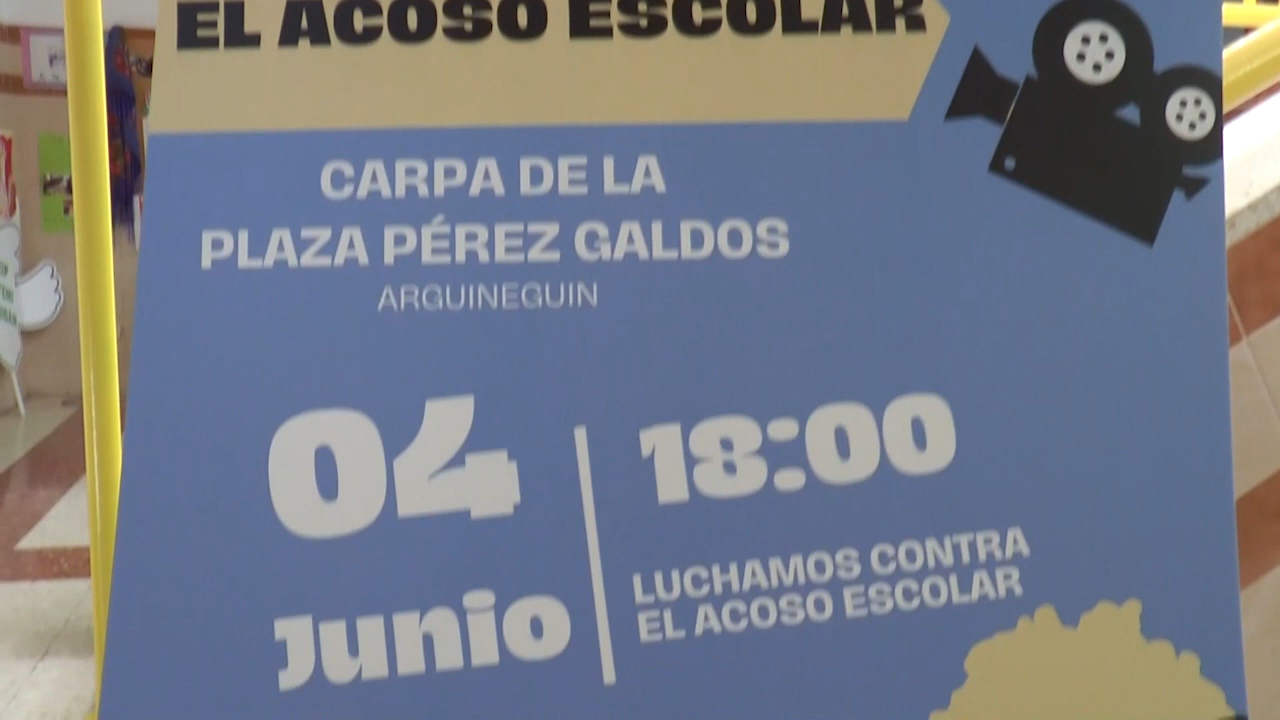 EL ACOSO ESCOLAR
CARPA DE LA
PLAZA PÉREZ GALDOS
ARGUINEGUIN
04
Junio
18:00
LUCHAMOS CONTRA
EL ACOSO ESCOLAR